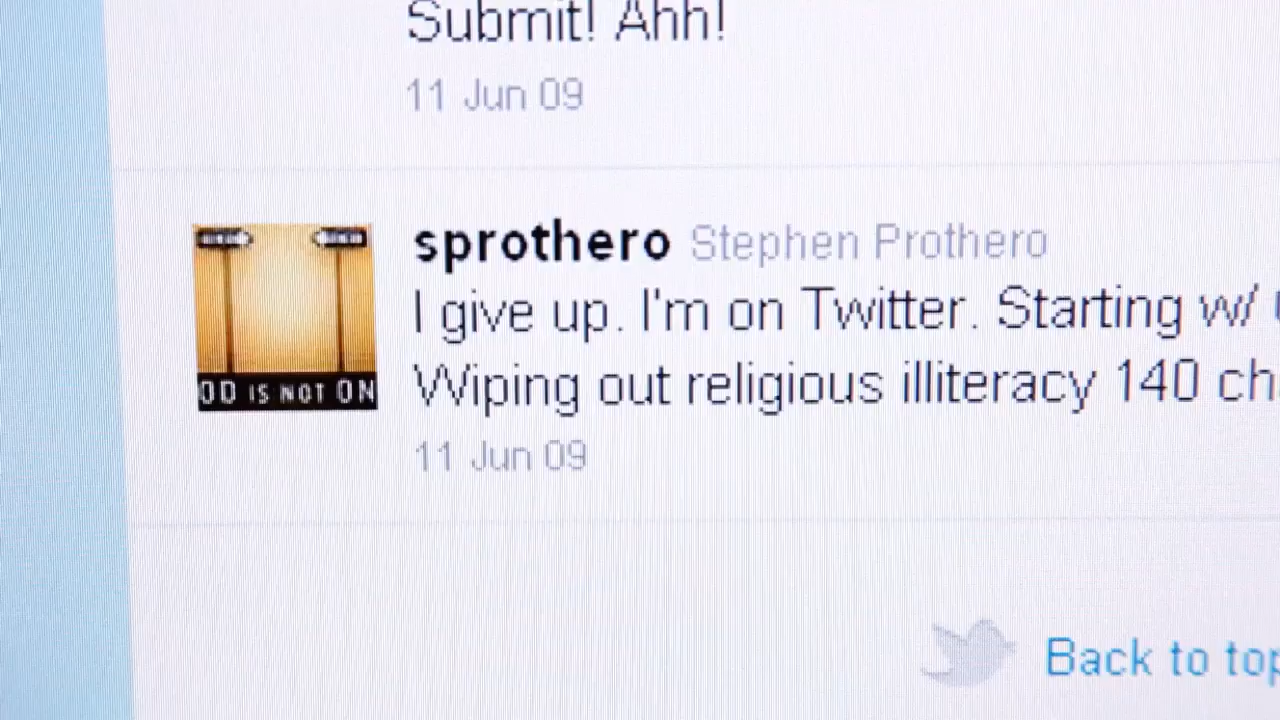 Submit! Ahh!
11 Jun 09
sprothero Stephen Prothero
I give up. I'm on Twitter. Starting w/
Wiping out religious illiteracy 140 ch
11 Jun 09
OD IS NOT ON
Back to top